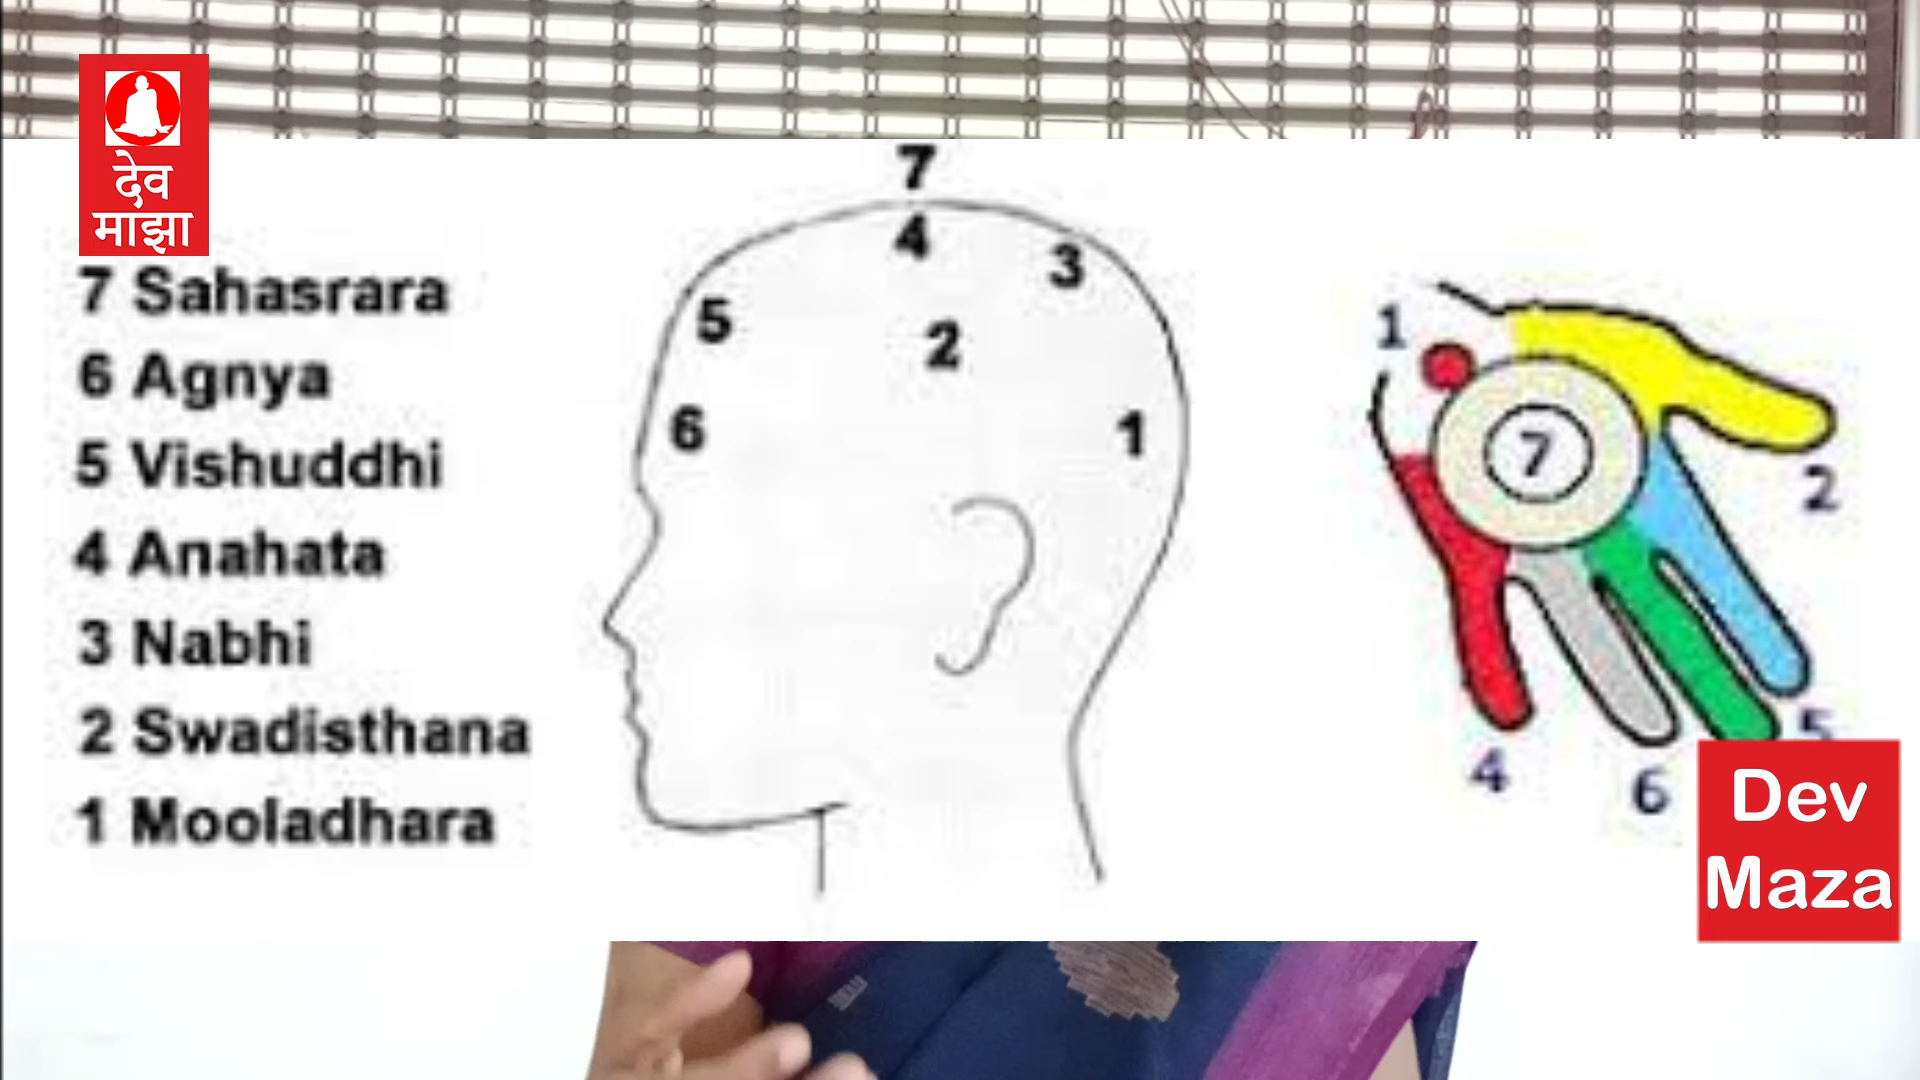 देव
माझा
7 Sahasrara
6 Agnya
5 Vishuddhi
4 Anahata
3 Nabhi
2 Swadisthana
1 Mooladhara
7
4
3
5
2
6
1
1
7
2
5
4
6
Dev
Maza